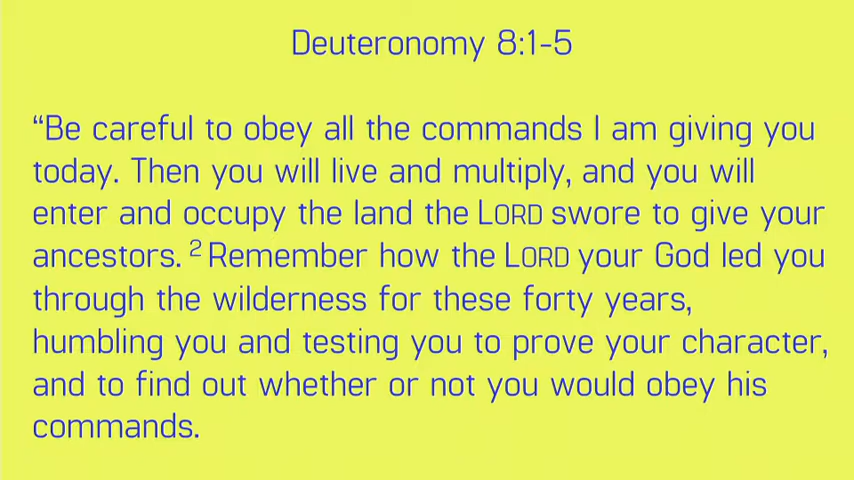 Deuteronomy 8:1-5
“Be careful to obey all the commands I am giving you
today. Then you will live and multiply, and you will
enter and occupy the land the LORD swore to give your
ancestors. ² Remember how the LORD your God led you
through the wilderness for these forty years,
humbling you and testing you to prove your character,
and to find out whether or not you would obey his
commands.